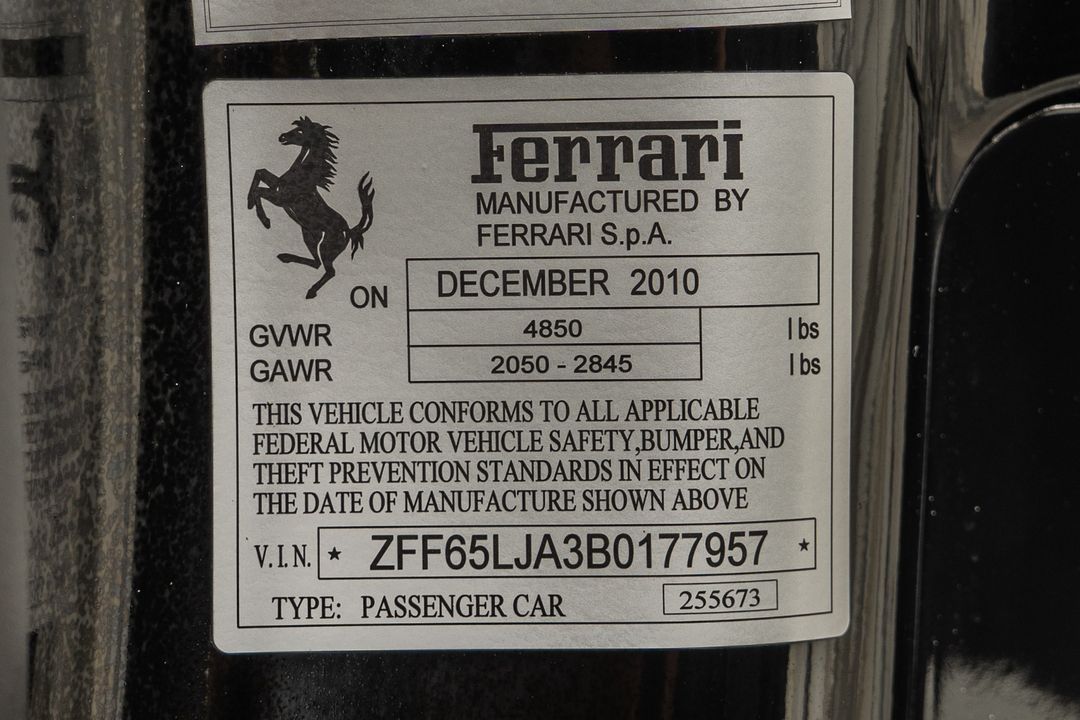 Ferrari
MANUFACTURED BY
FERRARI S.p.A.
ON DECEMBER 2010
GVWR 4850 lbs
GAWR 2050 - 2845 lbs
THIS VEHICLE CONFORMS TO ALL APPLICABLE
FEDERAL MOTOR VEHICLE SAFETY,BUMPER,AND
THEFT PREVENTION STANDARDS IN EFFECT ON
THE DATE OF MANUFACTURE SHOWN ABOVE
V.I.N. ★ ZFF65LJA3B0177957 ★
TYPE: PASSENGER CAR 255673